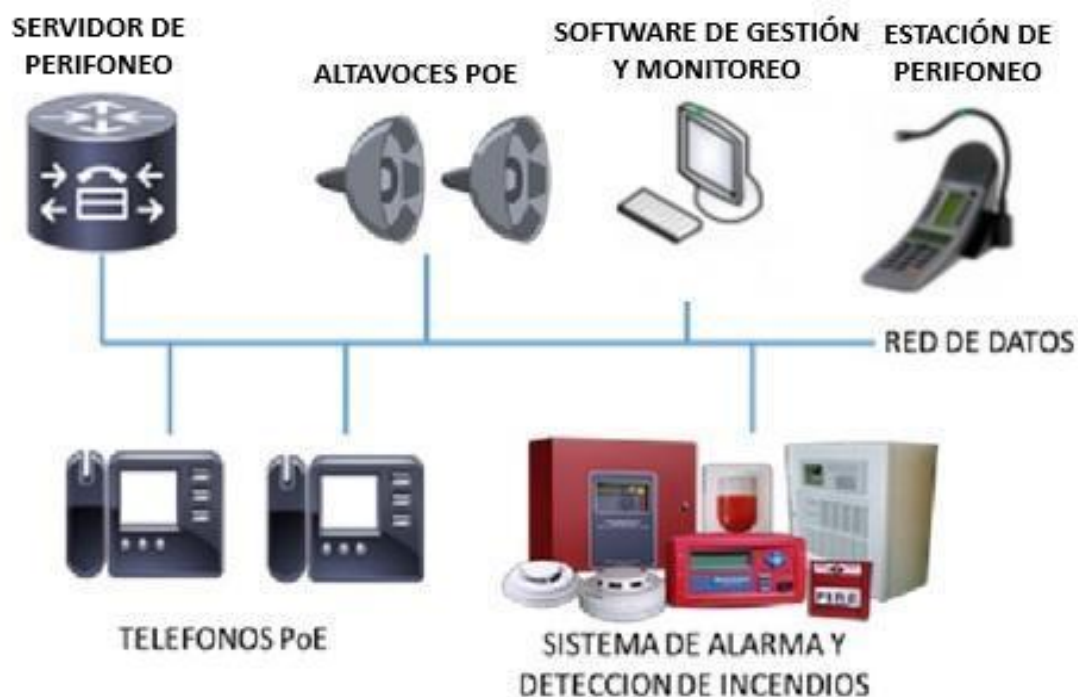 SERVIDOR DE
PERIFONEO
ALTAVOCES POE
SOFTWARE DE GESTIÓN
Y MONITOREO
ESTACIÓN DE
PERIFONEO
RED DE DATOS
TELEFONOS PoE
FIRE
SISTEMA DE ALARMA Y
DETECCION DE INCENDIOS